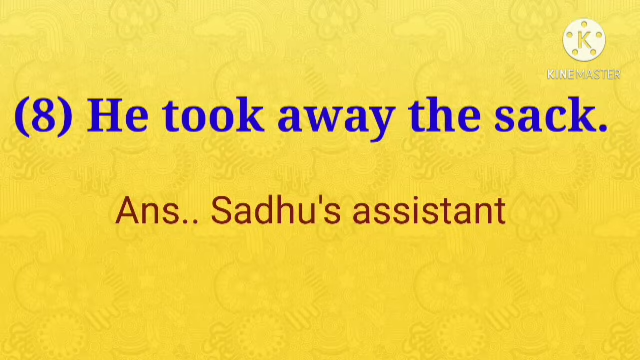 KINEMASTER
(8) He took away the sack.
Ans.. Sadhu's assistant